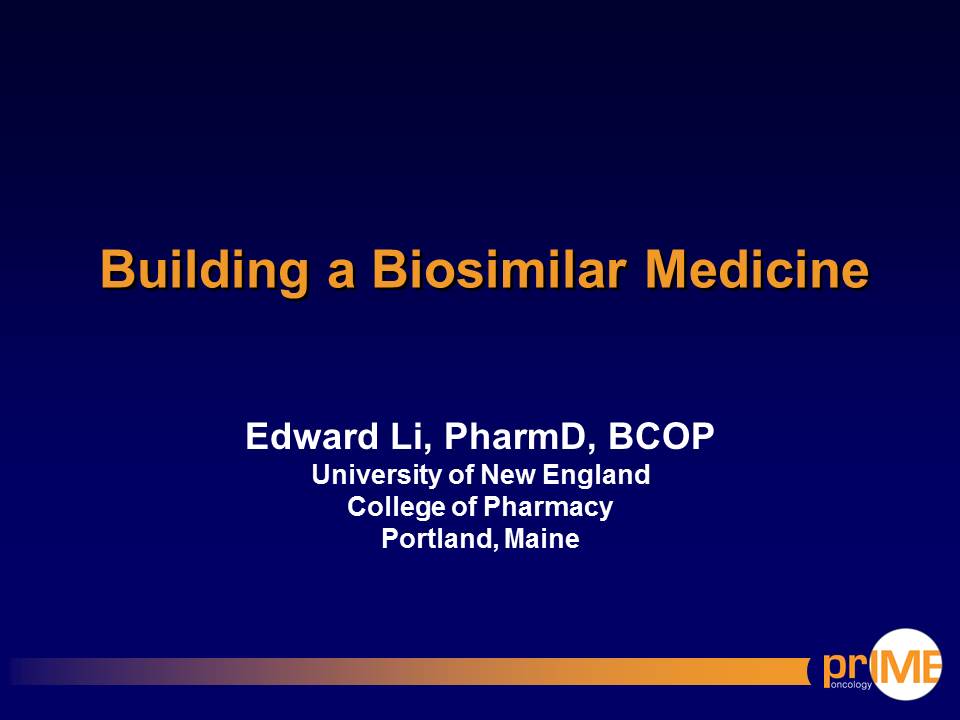 Building a Biosimilar Medicine
Edward Li, PharmD, BCOP
University of New England
College of Pharmacy
Portland, Maine
prIME
oncology